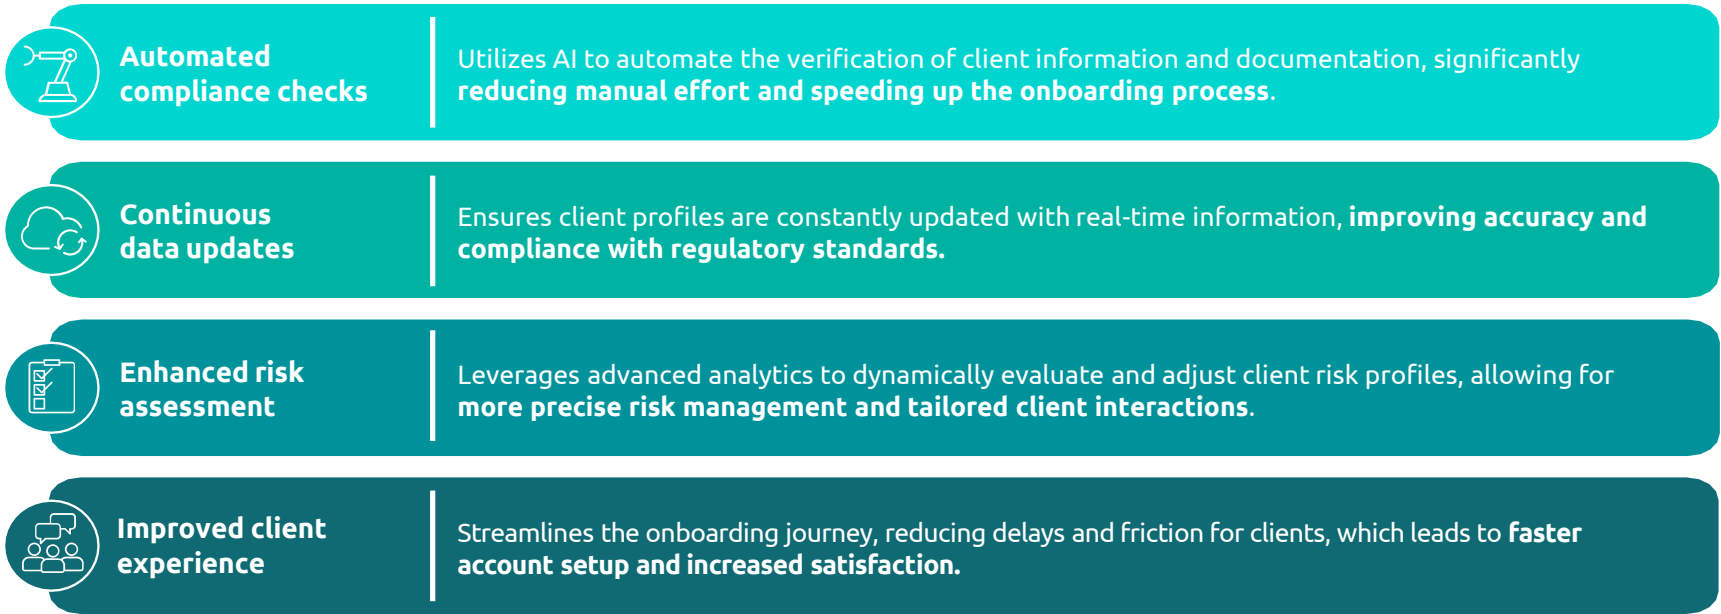 Automated
compliance checks
Utilizes AI to automate the verification of client information and documentation, significantly
reducing manual effort and speeding up the onboarding process.
Continuous
data updates
Ensures client profiles are constantly updated with real-time information, improving accuracy and
compliance with regulatory standards.
Enhanced risk
assessment
Leverages advanced analytics to dynamically evaluate and adjust client risk profiles, allowing for
more precise risk management and tailored client interactions.
Improved client
experience
Streamlines the onboarding journey, reducing delays and friction for clients, which leads to faster
account setup and increased satisfaction.